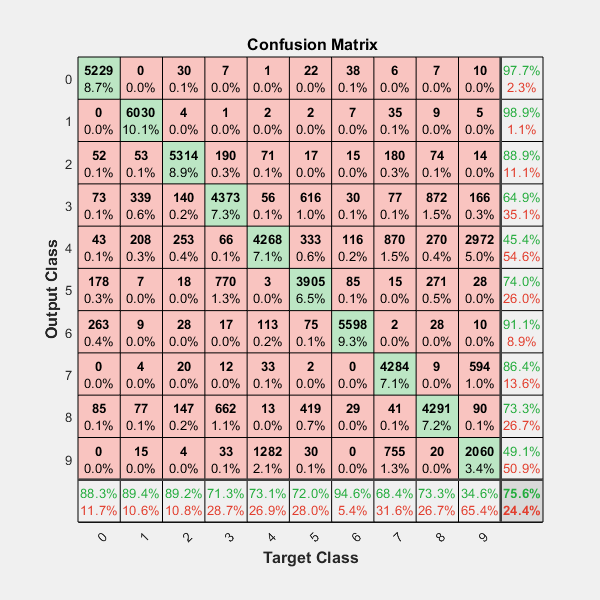 Confusion Matrix
0 5229 0 30 7 1 22 38 6 7 10 97.7%
8.7% 0.0% 0.1% 0.0% 0.0% 0.0% 0.1% 0.0% 0.0% 0.0% 2.3%
1 0 6030 4 1 2 2 7 35 9 5 98.9%
0.0% 10.1% 0.0% 0.0% 0.0% 0.0% 0.0% 0.1% 0.0% 0.0% 1.1%
2 52 53 5314 190 71 17 15 180 74 14 88.9%
0.1% 0.1% 8.9% 0.3% 0.1% 0.0% 0.0% 0.3% 0.1% 0.0% 11.1%
3 73 339 140 4373 56 616 30 77 872 166 64.9%
0.1% 0.6% 0.2% 7.3% 0.1% 1.0% 0.1% 0.1% 1.5% 0.3% 35.1%
4 43 208 253 66 4268 333 116 870 270 2972 45.4%
0.1% 0.3% 0.4% 0.1% 7.1% 0.6% 0.2% 1.5% 0.4% 5.0% 54.6%
5 178 7 18 770 3 3905 85 15 271 28 74.0%
0.3% 0.0% 0.0% 1.3% 0.0% 6.5% 0.1% 0.0% 0.5% 0.0% 26.0%
6 263 9 28 17 113 75 5598 2 28 10 91.1%
0.4% 0.0% 0.0% 0.0% 0.2% 0.1% 9.3% 0.0% 0.0% 0.0% 8.9%
7 0 4 20 12 33 2 0 4284 9 594 86.4%
0.0% 0.0% 0.0% 0.0% 0.1% 0.0% 0.0% 7.1% 0.0% 1.0% 13.6%
8 85 77 147 662 13 419 29 41 4291 90 73.3%
0.1% 0.1% 0.2% 1.1% 0.0% 0.7% 0.0% 0.1% 7.2% 0.1% 26.7%
9 0 15 4 33 1282 30 0 755 20 2060 49.1%
0.0% 0.0% 0.0% 0.1% 2.1% 0.1% 0.0% 1.3% 0.0% 3.4% 50.9%
88.3% 89.4% 89.2% 71.3% 73.1% 72.0% 94.6% 68.4% 73.3% 34.6% 75.6%
11.7% 10.6% 10.8% 28.7% 26.9% 28.0% 5.4% 31.6% 26.7% 65.4% 24.4%
0 1 2 3 4 5 6 7 8 9
Target Class
Output Class